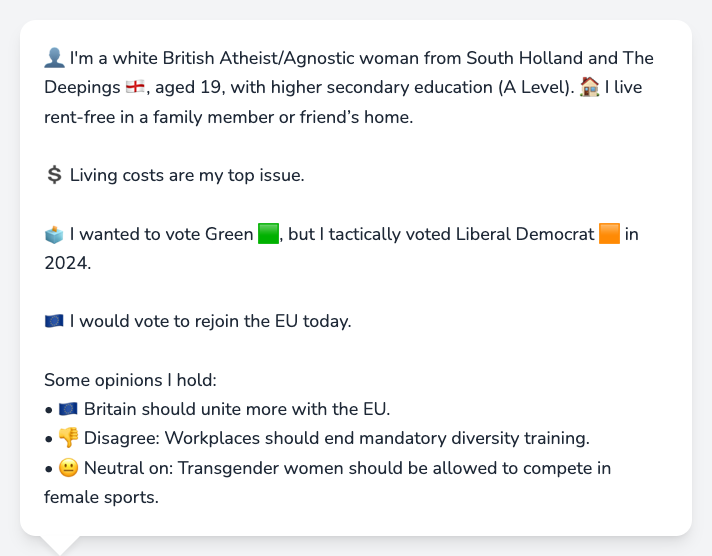 👤 I'm a white British Atheist/Agnostic woman from South Holland and The
Deepings 🏴󠁧󠁢󠁥󠁮󠁧󠁿, aged 19, with higher secondary education (A Level). 🏠 I live
rent-free in a family member or friend’s home.
💲 Living costs are my top issue.
🗳️ I wanted to vote Green 🟩, but I tactically voted Liberal Democrat 🟧 in
2024.
🇪🇺 I would vote to rejoin the EU today.
Some opinions I hold:
• 🇪🇺 Britain should unite more with the EU.
• 👎 Disagree: Workplaces should end mandatory diversity training.
• 😐 Neutral on: Transgender women should be allowed to compete in
female sports.